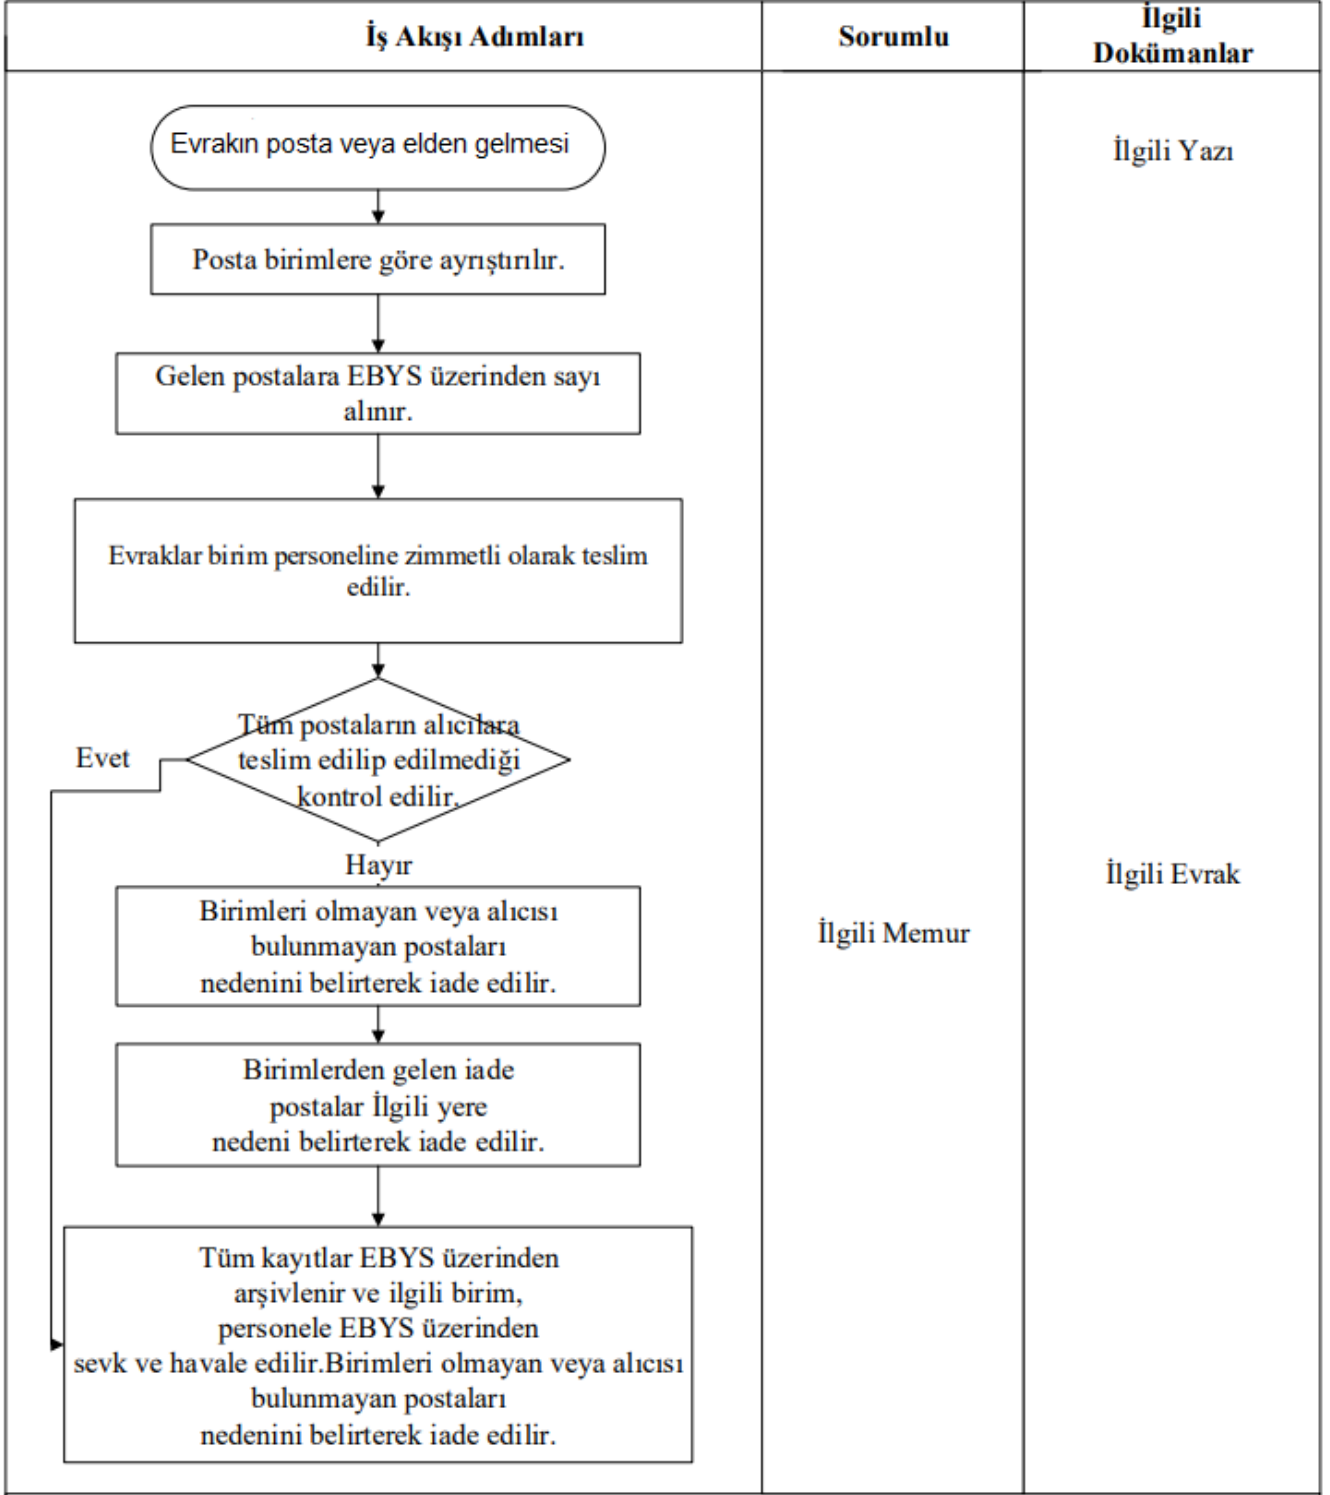 İş Akışı Adımları
Sorumlu
İlgili
Dokümanlar
Evrakın posta veya elden gelmesi
İlgili Yazı
Posta birimlere göre ayrıştırılır.
Gelen postalara EBYS üzerinden sayı
alınır.
Evraklar birim personeline zimmetli olarak teslim
edilir.
Tüm postaların alıcılara
teslim edilip edilmediği
kontrol edilir.
Evet
Hayır
Birimleri olmayan veya alıcısı
bulunmayan postaları
nedenini belirterek iade edilir.
İlgili Memur
İlgili Evrak
Birimlerden gelen iade
postalar İlgili yere
nedeni belirterek iade edilir.
Tüm kayıtlar EBYS üzerinden
arşivlenir ve ilgili birim,
personele EBYS üzerinden
sevk ve havale edilir.Birimleri olmayan veya alıcısı
bulunmayan postaları
nedenini belirterek iade edilir.